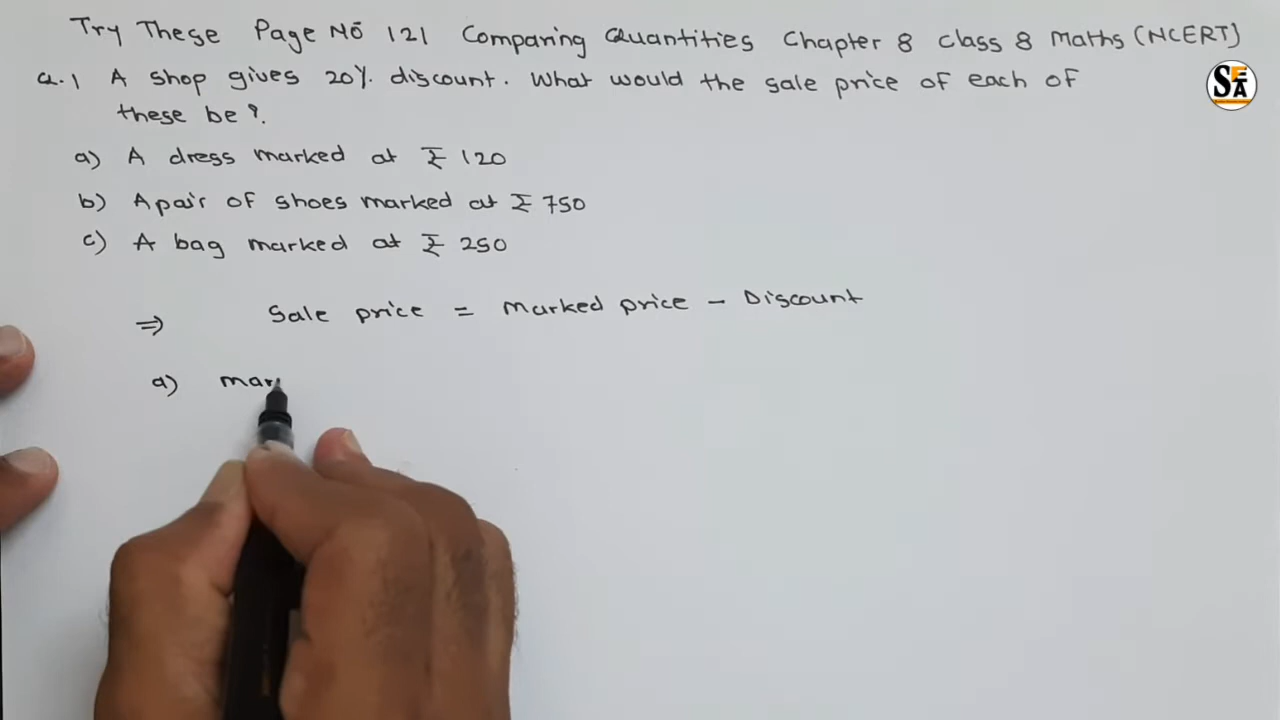 Try These Page No 121 Comparing Quantities Chapter 8 class 8 Maths (NCERT)
Q.1 A shop gives 20% discount. What would the sale price of each of
these be?
a) A dress marked at ₹ 120
b) A pair of shoes marked at ₹ 750
c) A bag marked at ₹ 250
⇒ Sale price = Marked price - Discount
a) mar